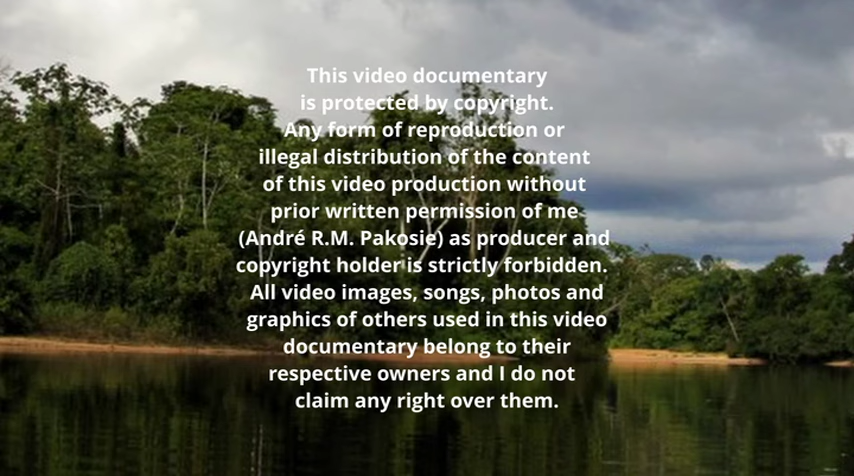 This video documentary
is protected by copyright.
Any form of reproduction or
illegal distribution of the content
of this video production without
prior written permission of me
(André R.M. Pakosie) as producer and
copyright holder is strictly forbidden.
All video images, songs, photos and
graphics of others used in this video
documentary belong to their
respective owners and I do not
claim any right over them.